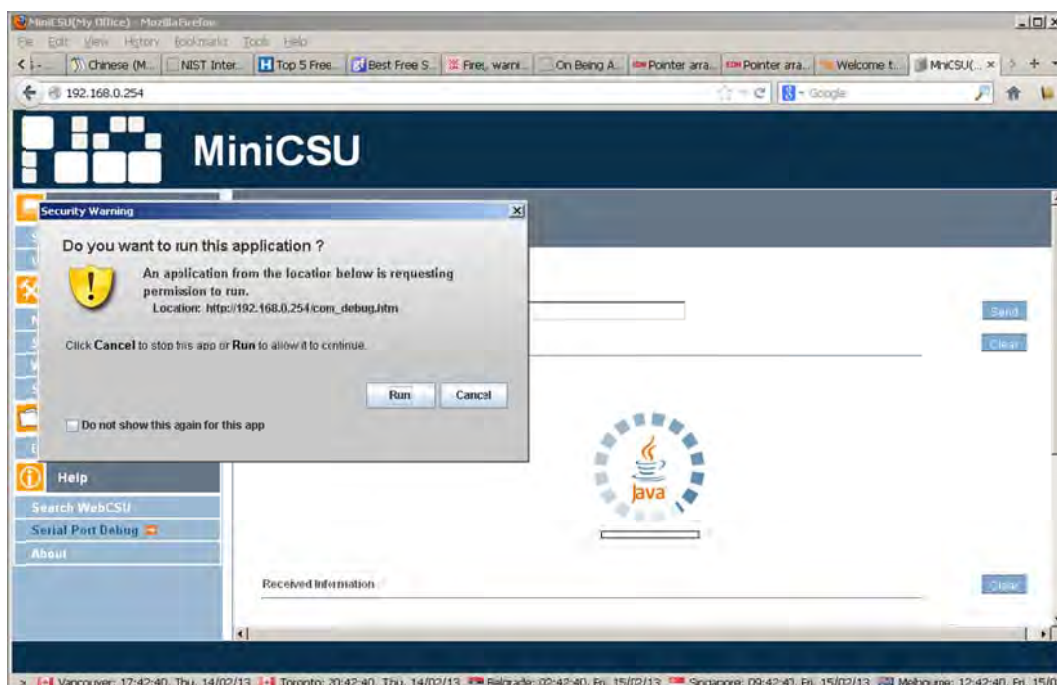 MiniCSU(My Office) - Mozilla Firefox
File Edit View History Bookmarks Tools Help
Chinese (M... NIST Inter... Top 5 Free... Best Free S... Fire!, warni... On Being A... Pointer arra... Pointer arra... Welcome t... MiniCSU(...
192.168.0.254
Google
MiniCSU
Security Warning
Do you want to run this application ?
An application from the location below is requesting
permission to run.
Location: http://192.168.0.254/com_debug.htm
Click Cancel to stop this app or Run to allow it to continue.
Run Cancel
Do not show this again for this app
Send
Clear
Java
Help
Search WebCSU
Serial Port Debug
About
Received Information
Clear
Vancouver: 17:42:40, Thu, 14/02/13 Toronto: 20:42:40, Thu, 14/02/13 Belgrade: 02:42:40, Fri, 15/02/13 Singapore: 09:42:40, Fri, 15/02/13 Melbourne: 12:42:40, Fri, 15/0